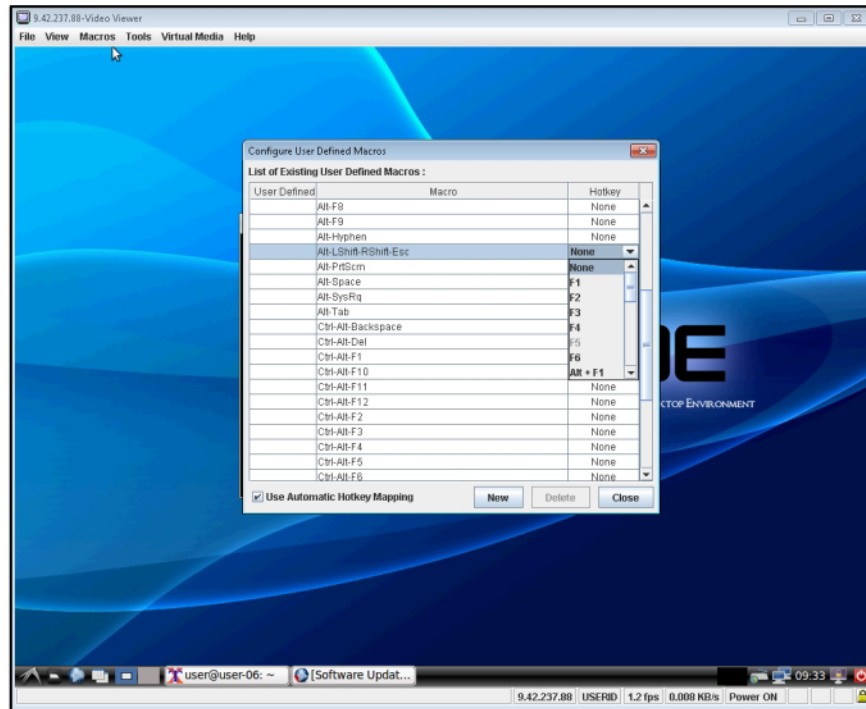 9.42.237.88-Video Viewer
File View Macros Tools Virtual Media Help
Configure User Defined Macros
List of Existing User Defined Macros :
User Defined Macro Hotkey
Alt-F8 None
Alt-F9 None
Alt-Hyphen None
Alt-LShift-RShift-Esc None
Alt-PrtScrn None
Alt-Space F1
Alt-SysRq F2
Alt-Tab F3
Ctrl-Alt-Backspace F4
Ctrl-Alt-Del F5
Ctrl-Alt-F1 F6
Ctrl-Alt-F10 Alt + F1
Ctrl-Alt-F11 None
Ctrl-Alt-F12 None
Ctrl-Alt-F2 None
Ctrl-Alt-F3 None
Ctrl-Alt-F4 None
Ctrl-Alt-F5 None
Ctrl-Alt-F6 None
Use Automatic Hotkey Mapping New Delete Close
DE
KTOP ENVIRONMENT
user@user-06: ~ [Software Updat... 09:33
9.42.237.88 USERID 1.2 fps 0.008 KB/s Power ON